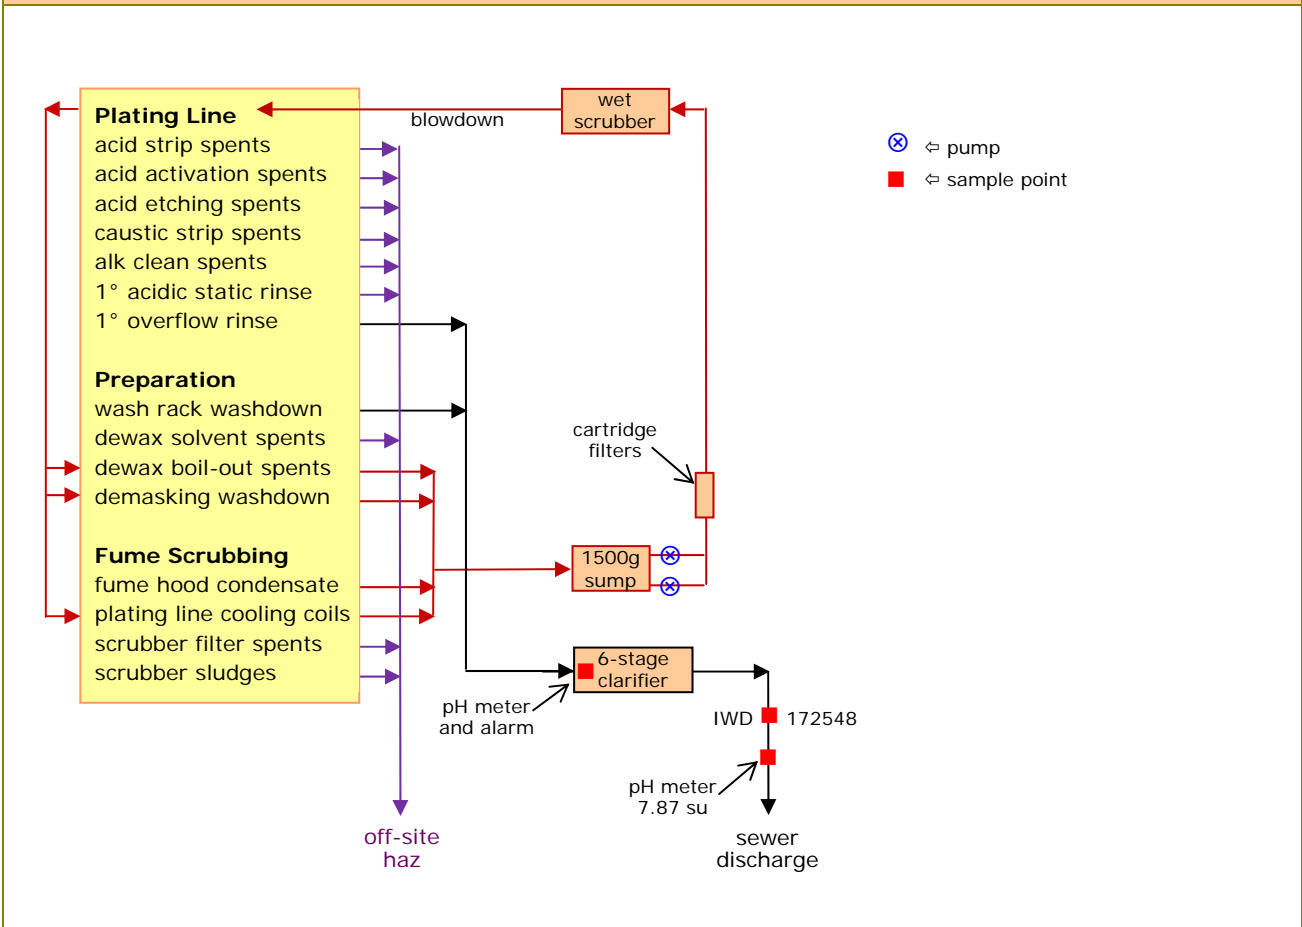 Plating Line
acid strip spents
acid activation spents
acid etching spents
caustic strip spents
alk clean spents
1° acidic static rinse
1° overflow rinse
Preparation
wash rack washdown
dewax solvent spents
dewax boil-out spents
demasking washdown
Fume Scrubbing
fume hood condensate
plating line cooling coils
scrubber filter spents
scrubber sludges
blowdown
wet
scrubber
⇦ pump
⇦ sample point
cartridge
filters
1500g
sump
6-stage
clarifier
pH meter
and alarm
IWD 172548
pH meter
7.87 su
off-site
haz
sewer
discharge